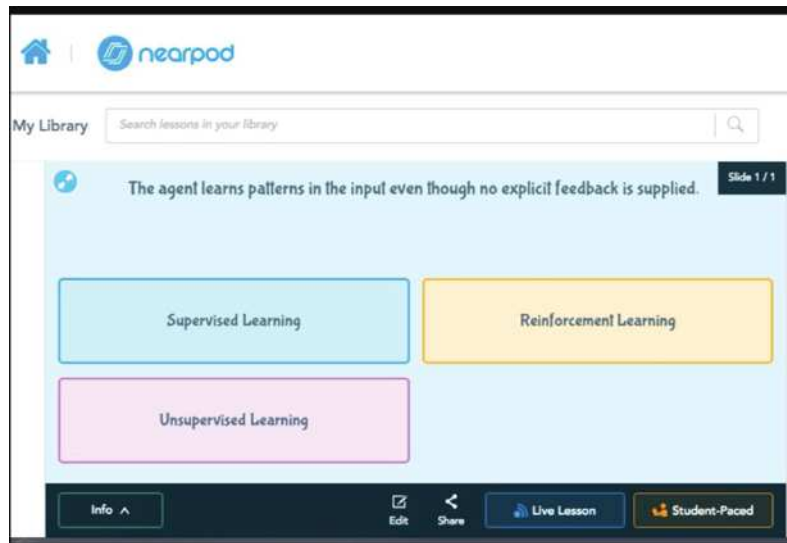 nearpod
My Library
Search lessons in your library
The agent learns patterns in the input even though no explicit feedback is supplied.
Slide 1 / 1
Supervised Learning
Reinforcement Learning
Unsupervised Learning
Info
Edit
Share
Live Lesson
Student-Paced